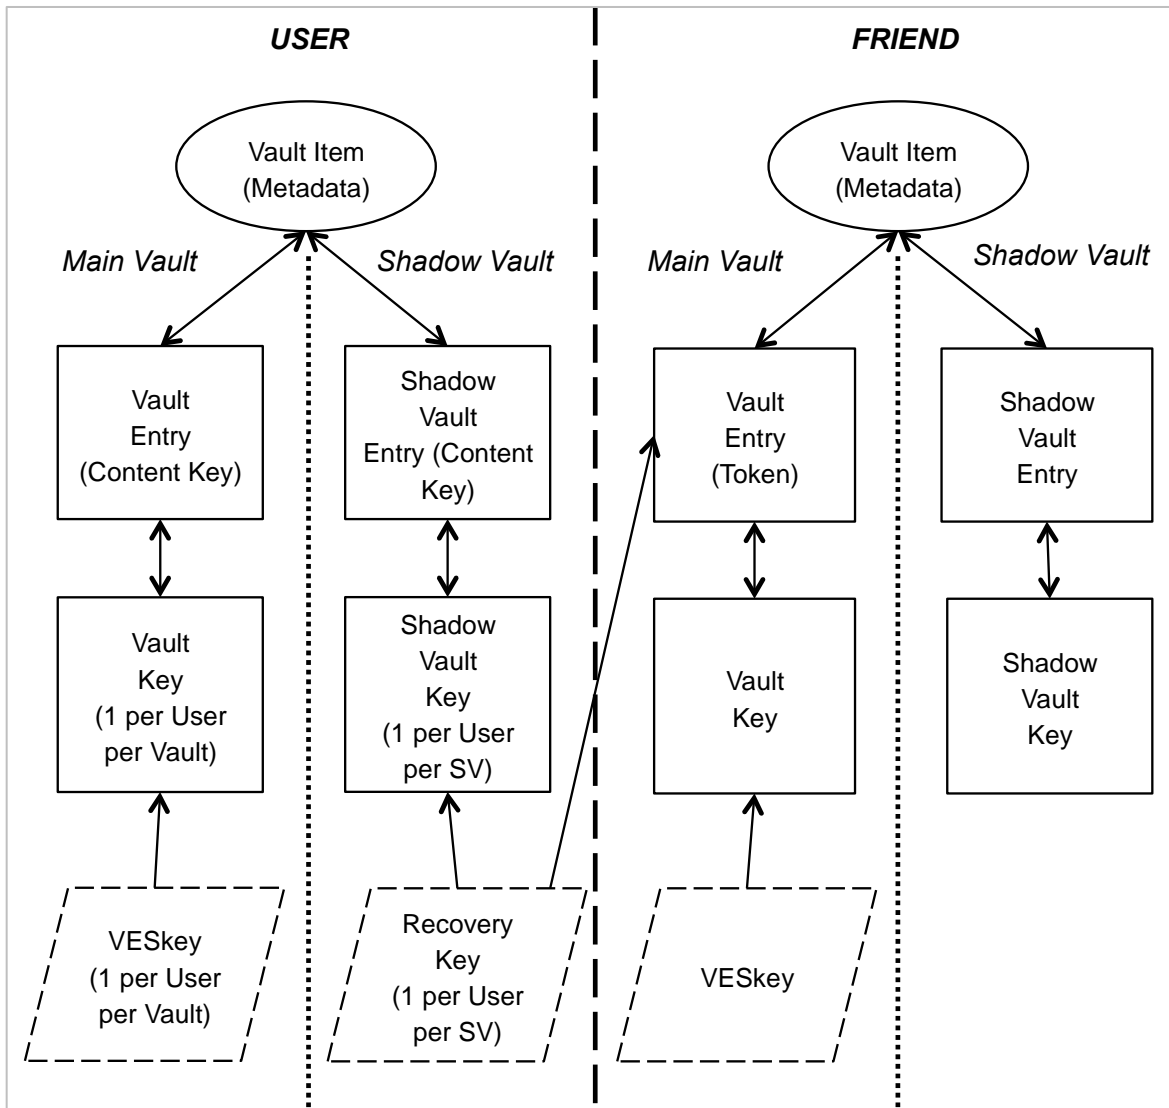 USER
FRIEND
Vault Item
(Metadata)
Vault Item
(Metadata)
Main Vault
Shadow Vault
Main Vault
Shadow Vault
Vault
Entry
(Content Key)
Shadow
Vault
Entry (Content
Key)
Vault
Entry
(Token)
Shadow
Vault
Entry
Vault
Key
(1 per User
per Vault)
Shadow
Vault
Key
(1 per User
per SV)
Vault
Key
Shadow
Vault
Key
VESkey
(1 per User
per Vault)
Recovery
Key
(1 per User
per SV)
VESkey